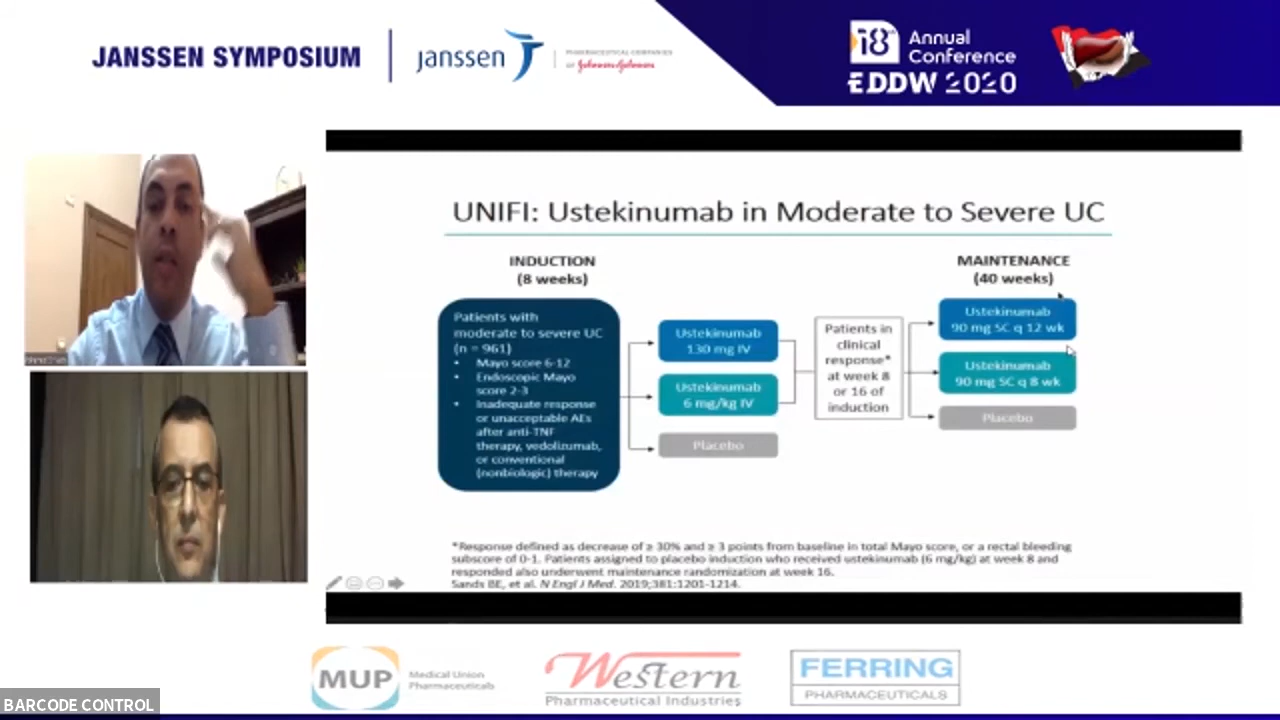 JANSSEN SYMPOSIUM
janssen
PHARMACEUTICAL COMPANIES
OF Johnson & Johnson
18th Annual
Conference
EDDW 2020
UNIFI: Ustekinumab in Moderate to Severe UC
INDUCTION
(8 weeks)
MAINTENANCE
(40 weeks)
Patients with
moderate to severe UC
(n = 961)
• Mayo score 6-12
• Endoscopic Mayo
score 2-3
• Inadequate response
or unacceptable AEs
after anti-TNF
therapy, vedolizumab,
or conventional
(nonbiologic) therapy
Ustekinumab
130 mg IV
Ustekinumab
6 mg/kg IV
Placebo
Patients in
clinical
response*
at week 8
or 16 of
induction
Ustekinumab
90 mg SC q 12 wk
Ustekinumab
90 mg SC q 8 wk
Placebo
*Response defined as decrease of ≥ 30% and ≥ 3 points from baseline in total Mayo score, or a rectal bleeding
subscore of 0-1. Patients assigned to placebo induction who received ustekinumab (6 mg/kg) at week 8 and
responded also underwent maintenance randomization at week 16.
Sands BE, et al. N Engl J Med. 2019;381:1201-1214.
MUP
Medical Union
Pharmaceuticals
Western
Pharmaceutical Industries
FERRING
PHARMACEUTICALS
BARCODE CONTROL